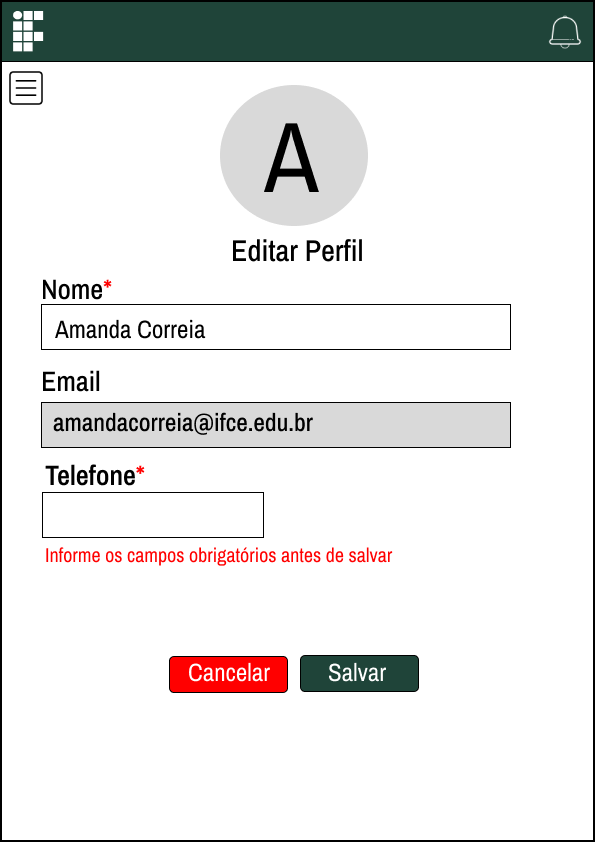 A
Editar Perfil
Nome*
Amanda Correia
Email
amandacorreia@ifce.edu.br
Telefone*
Informe os campos obrigatórios antes de salvar
Cancelar
Salvar